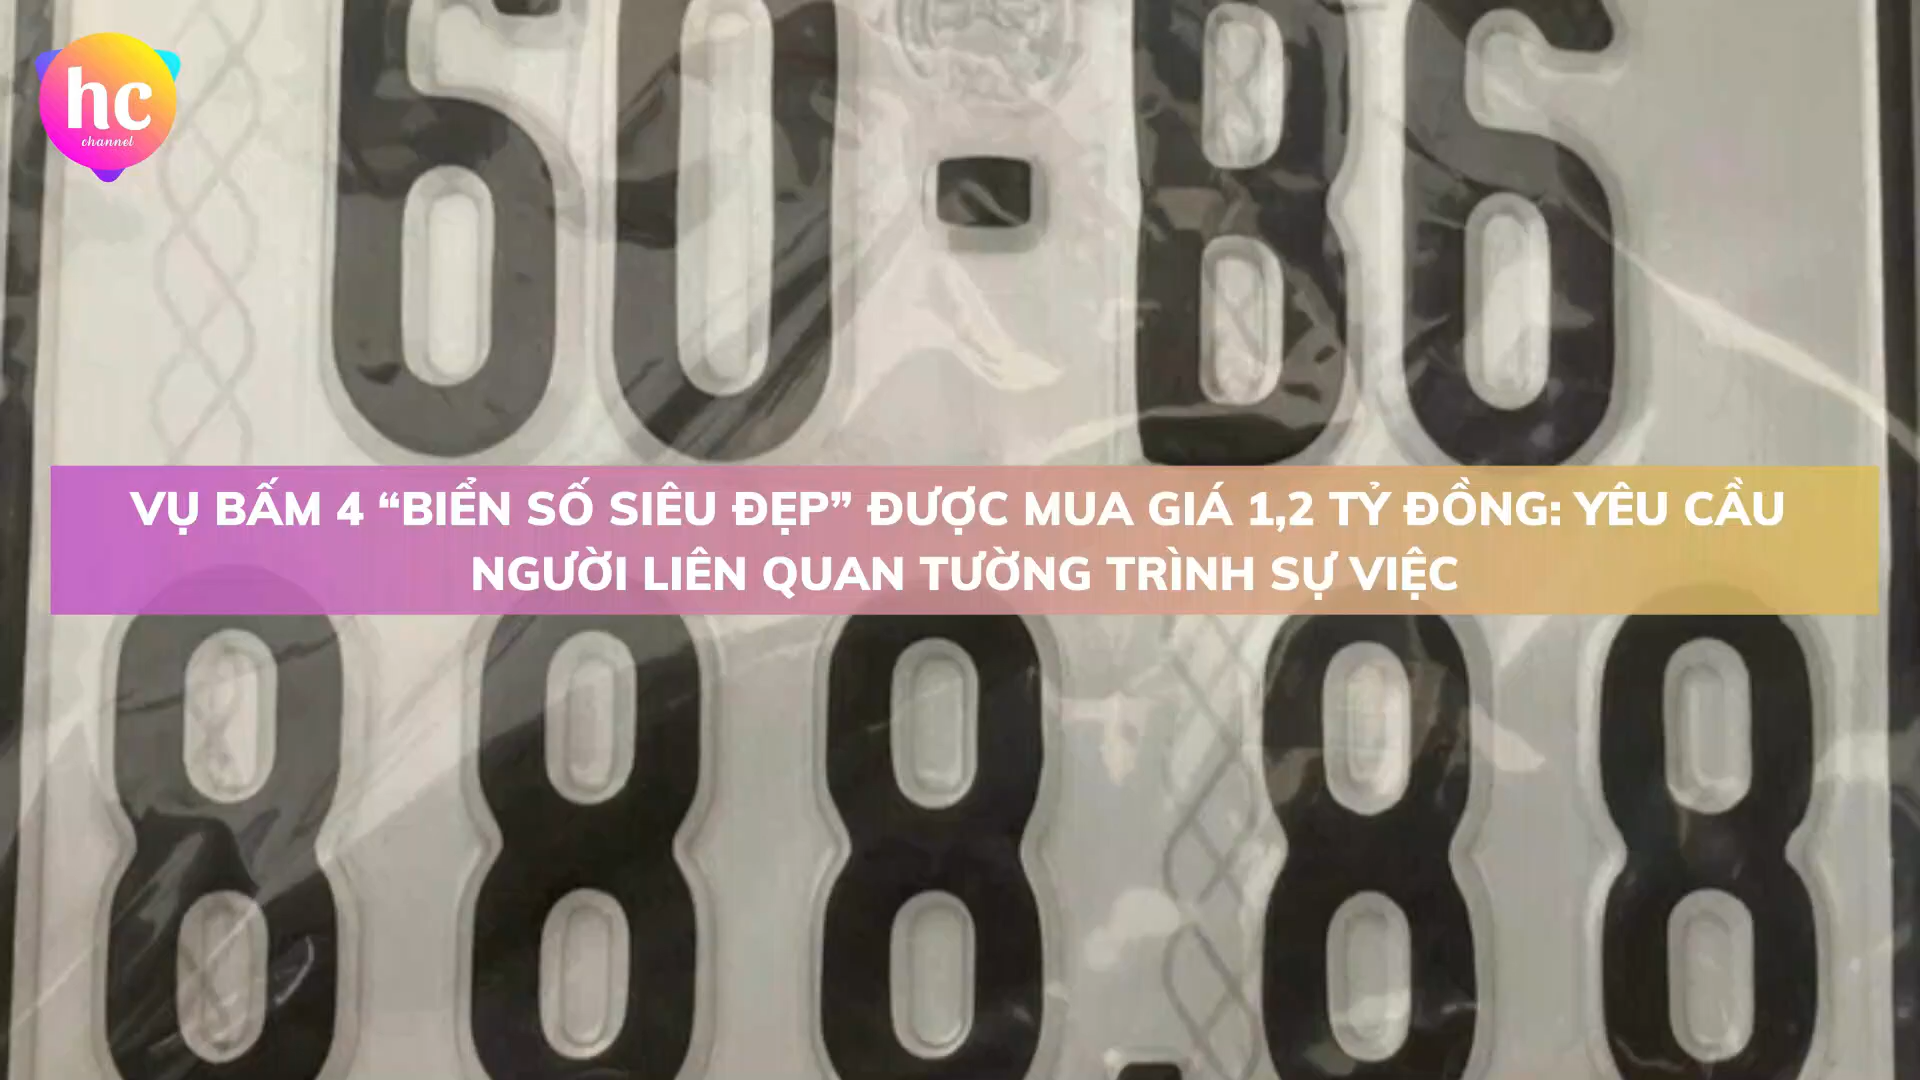 hc
channel
60-B6
VỤ BẤM 4 “BIỂN SỐ SIÊU ĐẸP” ĐƯỢC MUA GIÁ 1,2 TỶ ĐỒNG: YÊU CẦU
NGƯỜI LIÊN QUAN TƯỜNG TRÌNH SỰ VIỆC
888.88